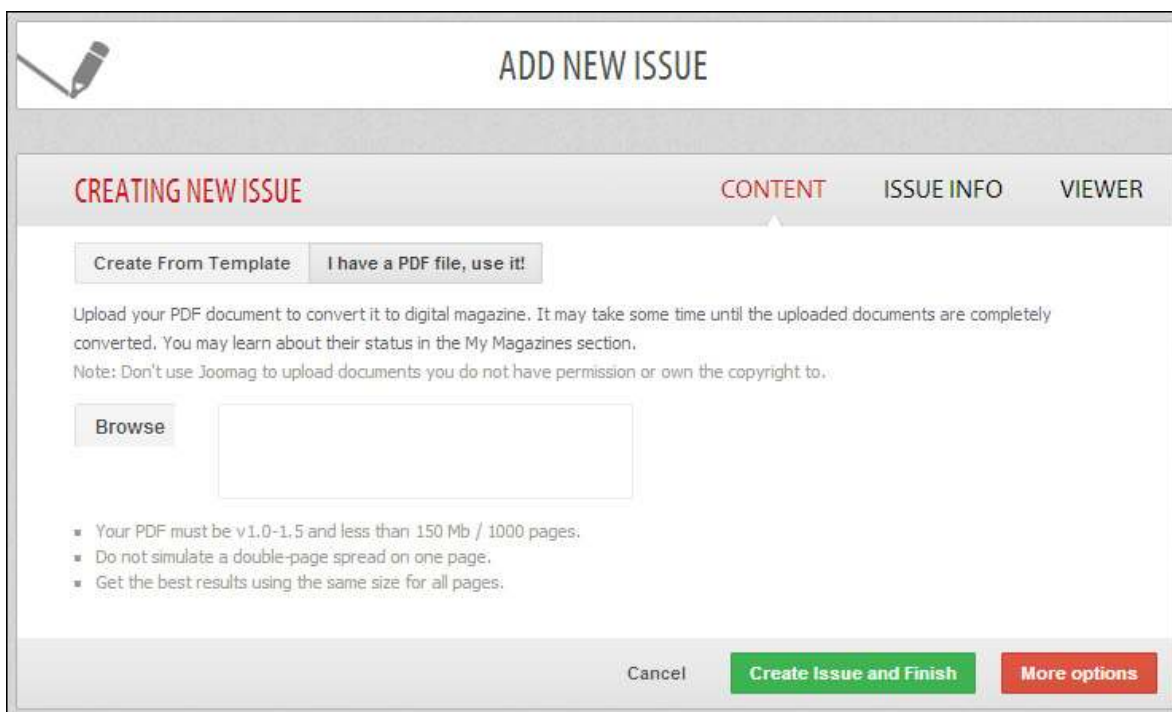 ADD NEW ISSUE
CREATING NEW ISSUE
CONTENT
ISSUE INFO
VIEWER
Create From Template
I have a PDF file, use it!
Upload your PDF document to convert it to digital magazine. It may take some time until the uploaded documents are completely
converted. You may learn about their status in the My Magazines section.
Note: Don't use Joomag to upload documents you do not have permission or own the copyright to.
Browse
Your PDF must be v1.0-1.5 and less than 150 Mb / 1000 pages.
Do not simulate a double-page spread on one page.
Get the best results using the same size for all pages.
Cancel
Create Issue and Finish
More options